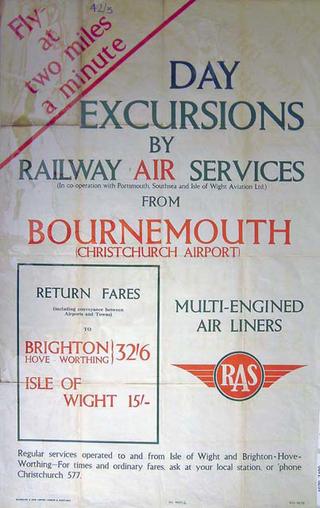 42/3
Fly-
at
two miles
a minute
DAY
EXCURSIONS
BY
RAILWAY AIR SERVICES
(In co-operation with Portsmouth, Southsea and Isle of Wight Aviation Ltd.)
FROM
BOURNEMOUTH
(CHRISTCHURCH AIRPORT)
RETURN FARES
(including conveyance between
Airports and Towns)
TO
BRIGHTON
HOVE - WORTHING } 32/6
ISLE OF
WIGHT 15/-
MULTI-ENGINED
AIR LINERS
RAS
Regular services operated to and from Isle of Wight and Brighton-Hove-
Worthing—For times and ordinary fares, ask at your local station, or 'phone
Christchurch 577.